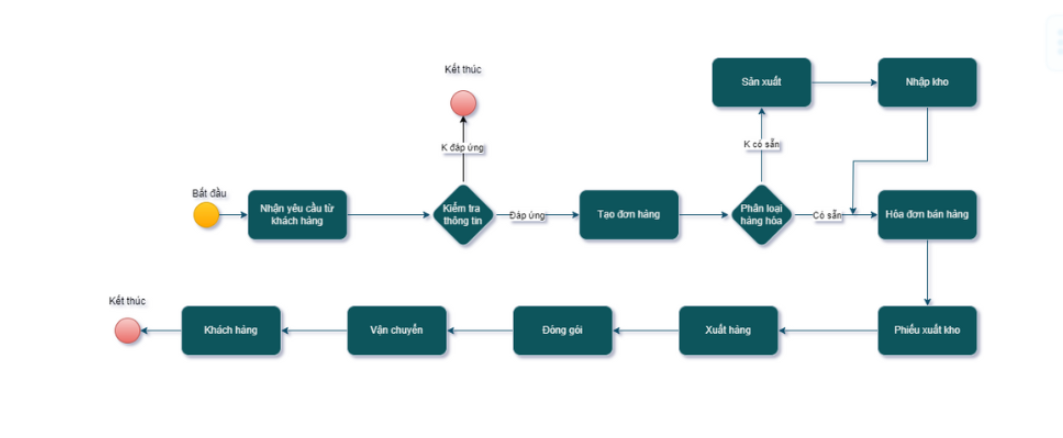 Kết thúc
Sản xuất
Nhập kho
K đáp ứng
K có sẵn
Bắt đầu
Nhận yêu cầu từ
khách hàng
Kiểm tra
thông tin
Đáp ứng
Tạo đơn hàng
Phân loại
hàng hóa
Có sẵn
Hóa đơn bán hàng
Kết thúc
Khách hàng
Vận chuyển
Đóng gói
Xuất hàng
Phiếu xuất kho